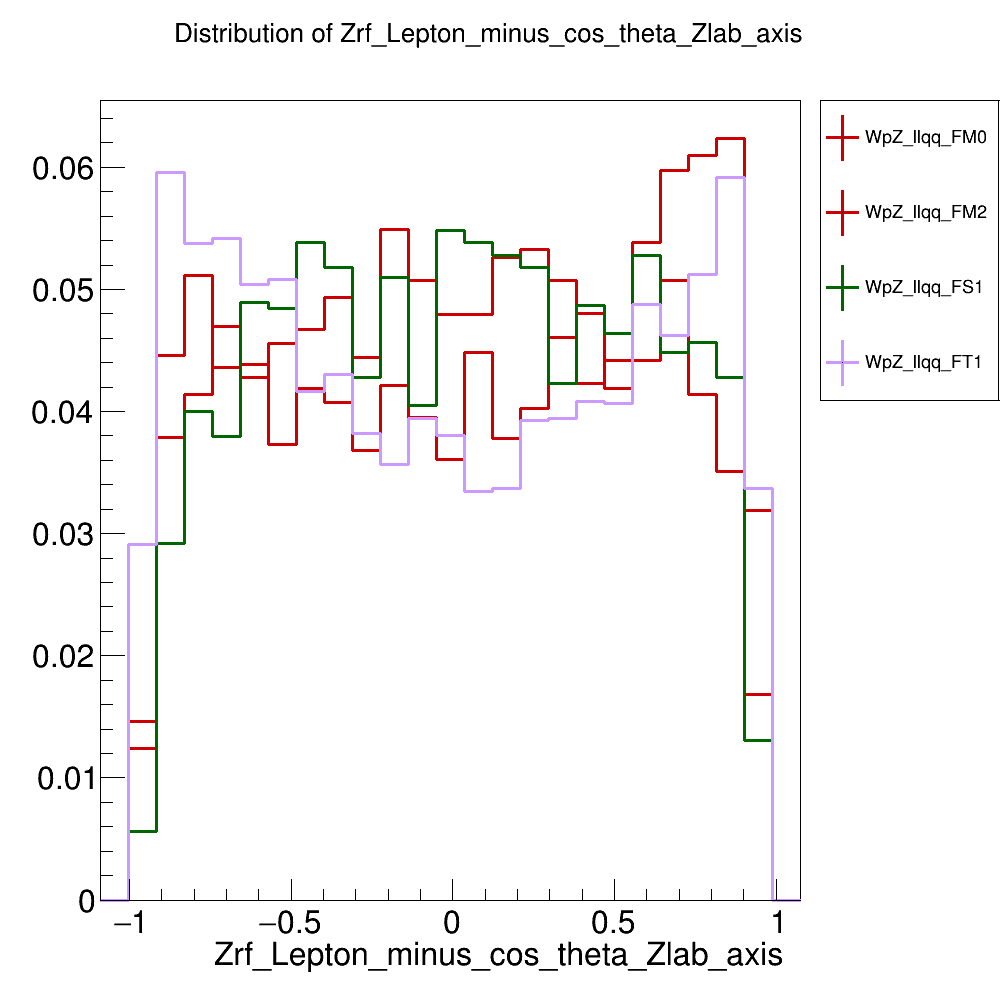 Distribution of Zrf_Lepton_minus_cos_theta_Zlab_axis
WpZ_llqq_FM0
WpZ_llqq_FM2
WpZ_llqq_FS1
WpZ_llqq_FT1
0.06
0.05
0.04
0.03
0.02
0.01
0
−1 −0.5 0 0.5 1
Zrf_Lepton_minus_cos_theta_Zlab_axis